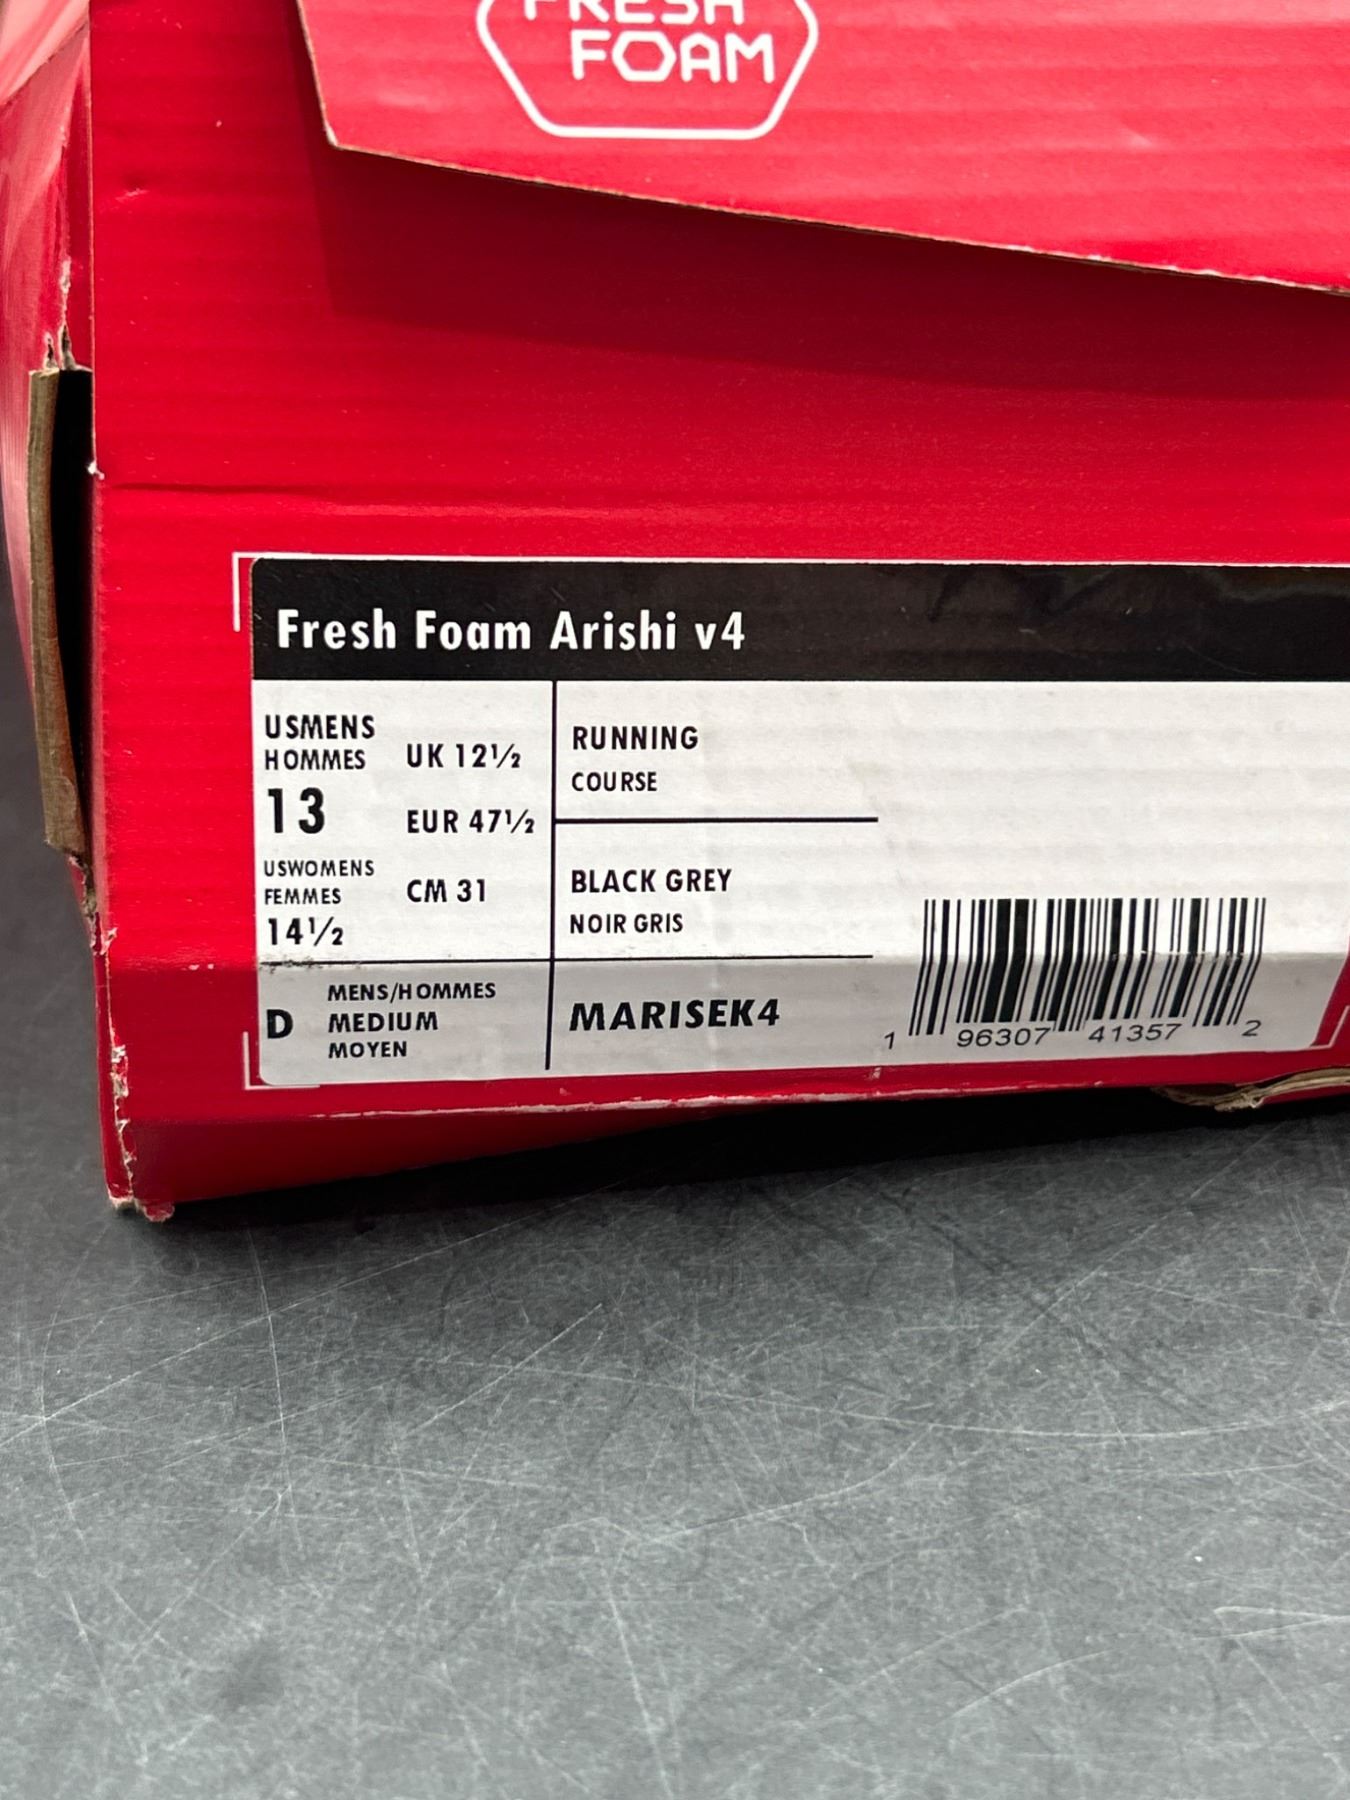 FRESH
FOAM
Fresh Foam Arishi v4
USMENS
HOMMES
13
USWOMENS
FEMMES
14½
UK 12½
EUR 47½
CM 31
RUNNING
COURSE
BLACK GREY
NOIR GRIS
D
MENS/HOMMES
MEDIUM
MOYEN
MARISEK4
1 96307 41357 2